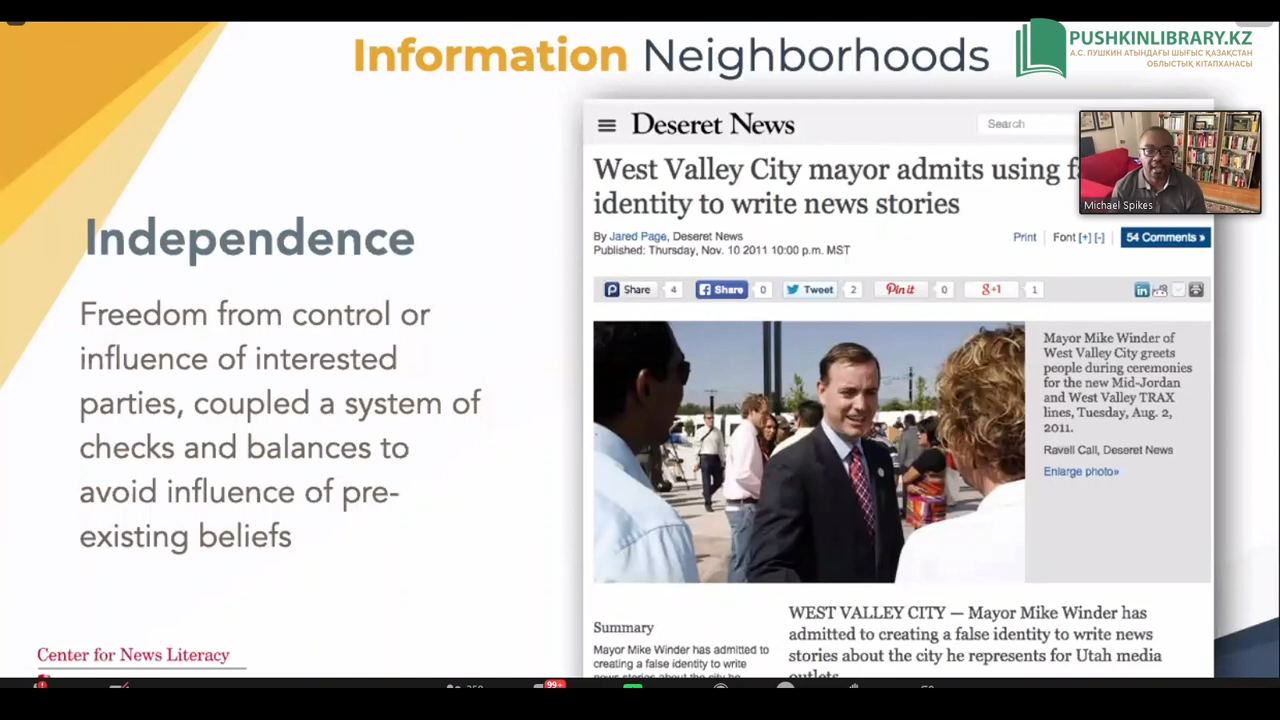 Information Neighborhoods
PUSHKINLIBRARY.KZ
А.С. ПУШКИН АТЫНДАҒЫ ШЫҒЫС ҚАЗАҚСТАН
ОБЛЫСТЫҚ КІТАПХАНАСЫ
Independence
Freedom from control or
influence of interested
parties, coupled a system of
checks and balances to
avoid influence of pre-
existing beliefs
Center for News Literacy
Deseret News
Search
West Valley City mayor admits using
identity to write news stories
By Jared Page, Deseret News
Published: Thursday, Nov. 10 2011 10:00 p.m. MST
Print Font [+] [-] 54 Comments »
Share 4 Share 0 Tweet 2 Pin it 0 g+1 1
Michael Spikes
Mayor Mike Winder of
West Valley City greets
people during ceremonies
for the new Mid-Jordan
and West Valley TRAX
lines, Tuesday, Aug. 2,
2011.
Ravell Call, Deseret News
Enlarge photo»
Summary
Mayor Mike Winder has admitted to
creating a false identity to write
WEST VALLEY CITY — Mayor Mike Winder has
admitted to creating a false identity to write news
stories about the city he represents for Utah media
outlets
99+